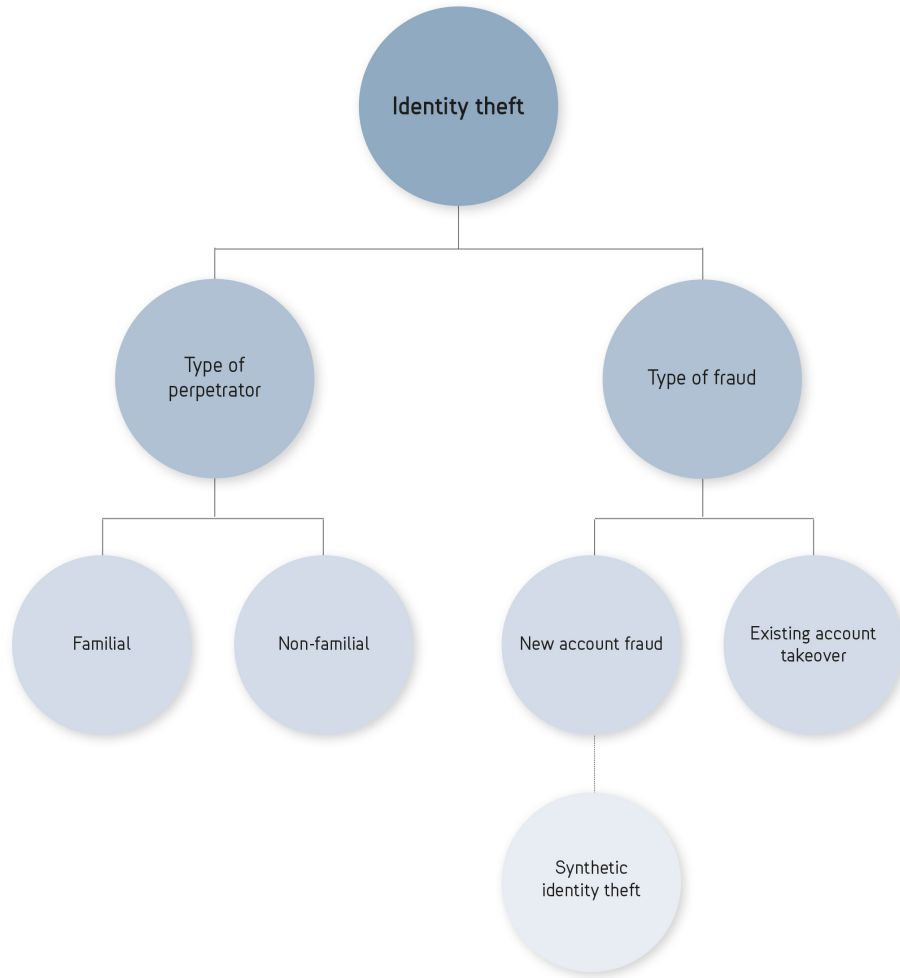 Identity theft
Type of
perpetrator
Type of fraud
Familial
Non-familial
New account fraud
Existing account
takeover
Synthetic
identity theft